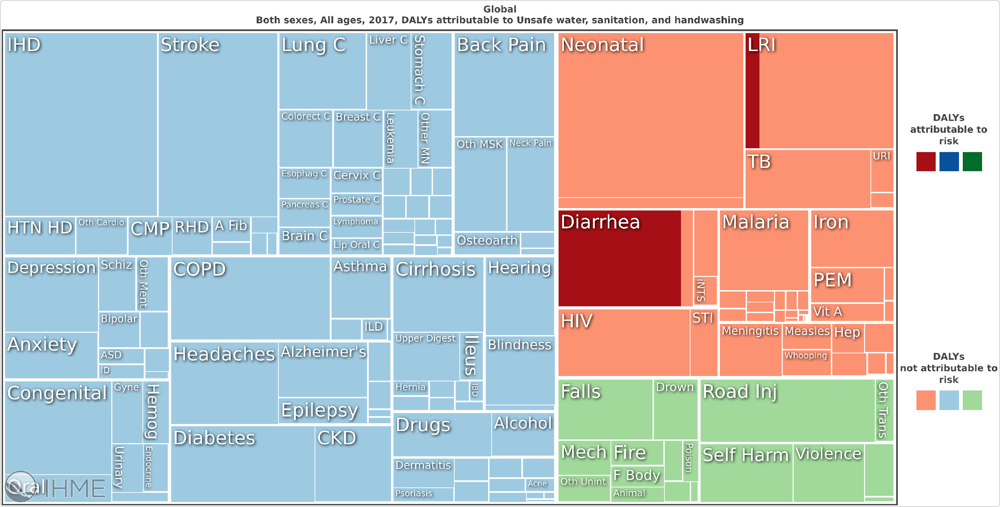 Global
Both sexes, All ages, 2017, DALYs attributable to Unsafe water, sanitation, and handwashing
IHD
Stroke
Lung C
Liver C
Stomach C
Back Pain
Neonatal
LRI
Colorect C
Breast C
Leukemia
Other MN
Oth MSK
Neck Pain
TB
URI
Esophag C
Cervix C
Pancreas C
Prostate C
Lymphoma
Brain C
Lip Oral C
Osteoarth
HTN HD
Oth Cardio
CMP
RHD
A Fib
Diarrhea
iNTS
Malaria
Iron
PEM
Vit A
HIV
STI
Meningitis
Measles
Hep
Whooping
Depression
Schiz
Oth Ment
Bipolar
Anxiety
ASD
ID
COPD
Asthma
ILD
Cirrhosis
Hearing
Upper Digest
Ileus
Blindness
Headaches
Alzheimer's
Epilepsy
Hernia
IBD
Congenital
Gyne
Hemog
Urinary
Endocrine
Oral
IHME
Diabetes
CKD
Drugs
Alcohol
Dermatitis
Acne
Psoriasis
Falls
Drown
Road Inj
Oth Trans
Mech
Fire
Poison
F Body
Oth Unint
Animal
Self Harm
Violence
DALYs
attributable to
risk
DALYs
not attributable to
risk